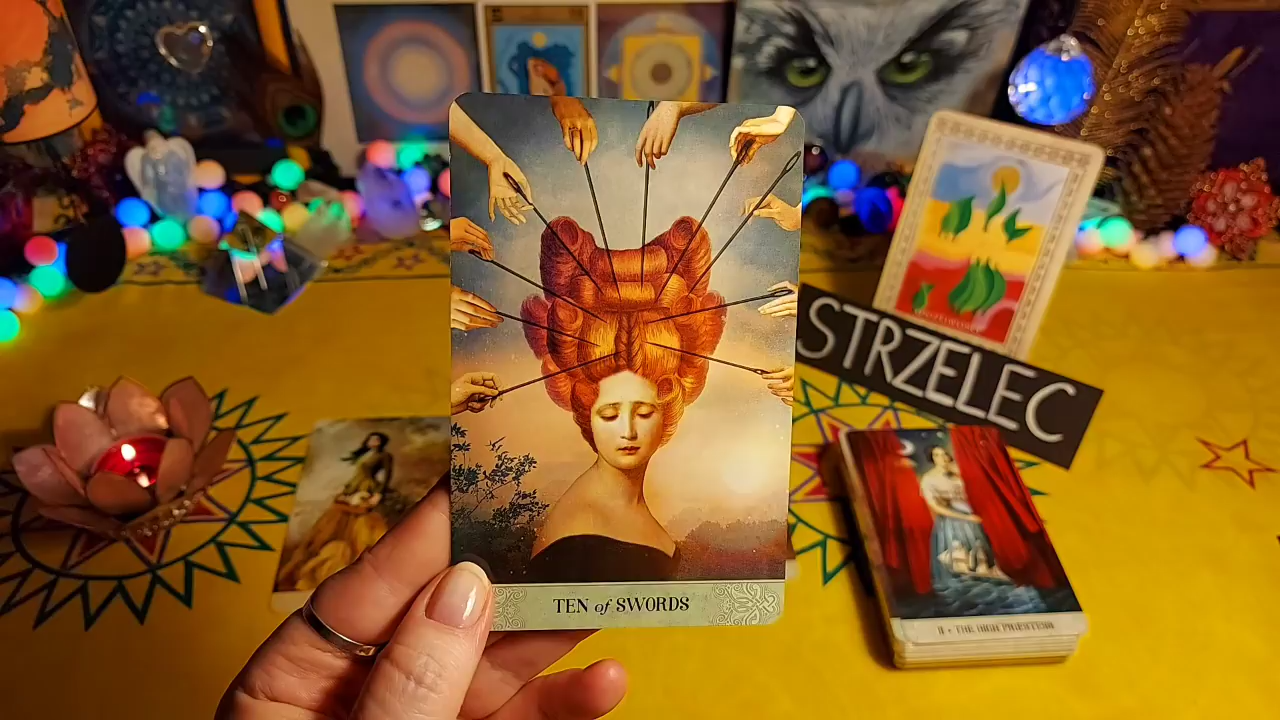 TEN of SWORDS
STRZELEC
II • THE HIGH PRIESTESS